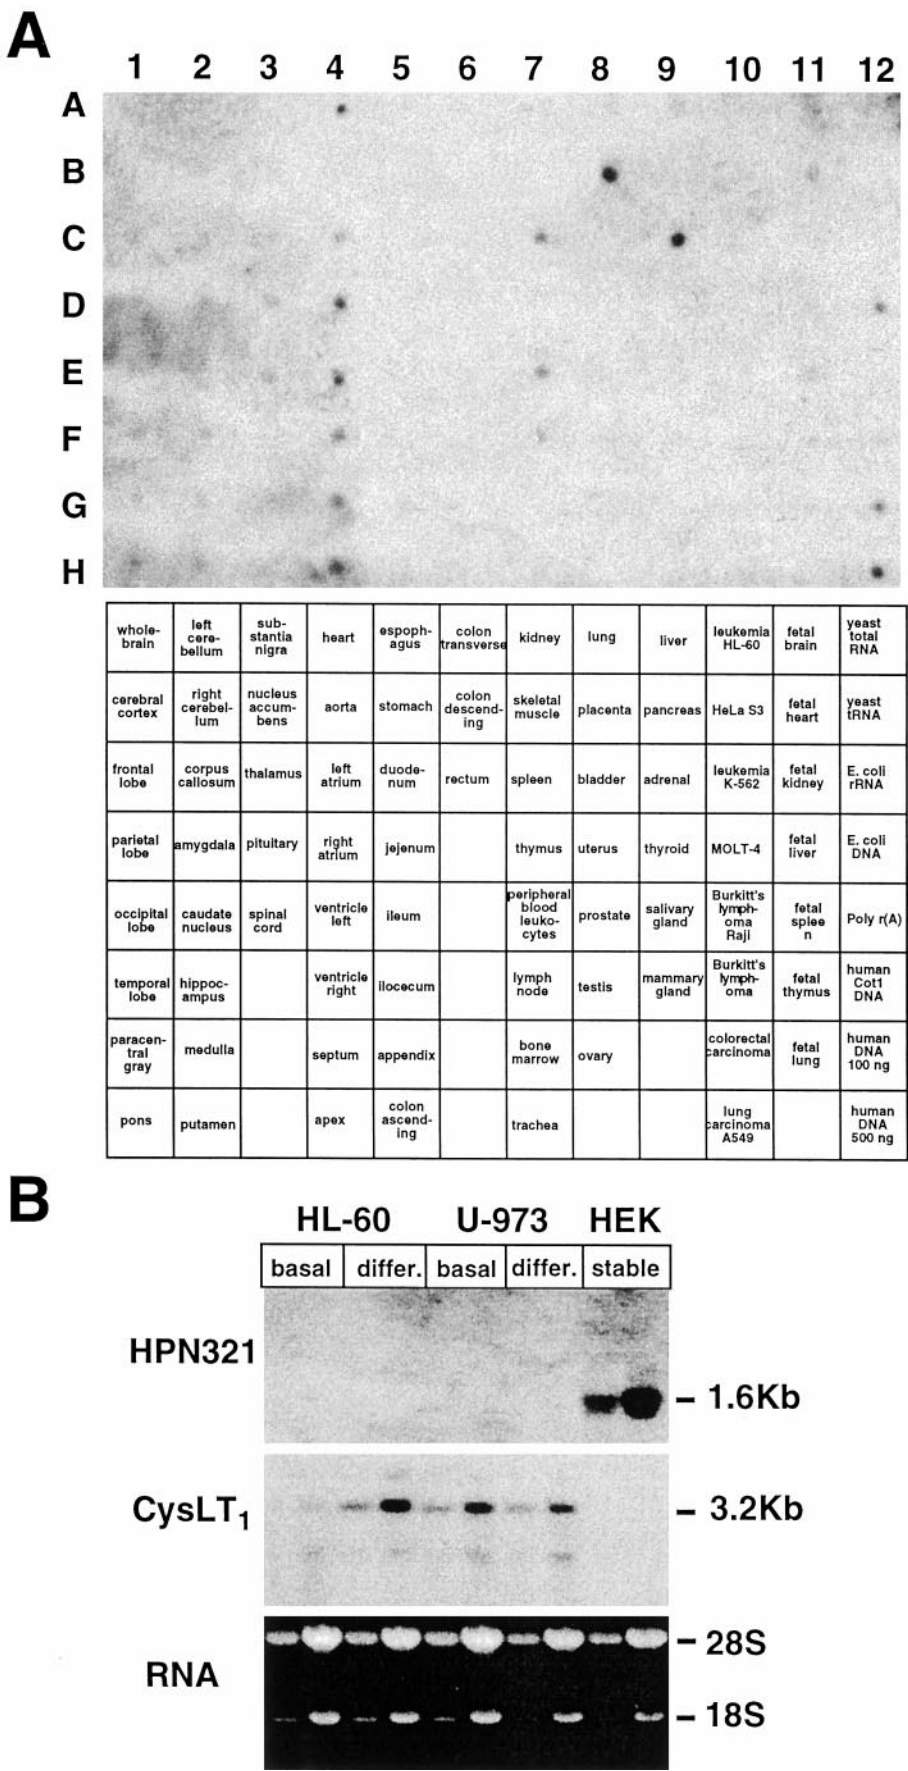 A
1 2 3 4 5 6 7 8 9 10 11 12
A
B
C
D
E
F
G
H
whole-
brain
left
cere-
bellum
sub-
stantia
nigra
heart
espoph-
agus
colon
transverse
kidney
lung
liver
leukemia
HL-60
fetal
brain
yeast
total
RNA
cerebral
cortex
right
cerebel-
lum
nucleus
accum-
bens
aorta
stomach
colon
descend-
ing
skeletal
muscle
placenta
pancreas
HeLa S3
fetal
heart
yeast
tRNA
frontal
lobe
corpus
callosum
thalamus
left
atrium
duode-
num
rectum
spleen
bladder
adrenal
leukemia
K-562
fetal
kidney
E. coli
rRNA
parietal
lobe
amygdala
pituitary
right
atrium
jejenum
thymus
uterus
thyroid
MOLT-4
fetal
liver
E. coli
DNA
occipital
lobe
caudate
nucleus
spinal
cord
ventricle
left
ileum
peripheral
blood
leuko-
cytes
prostate
salivary
gland
Burkitt's
lymph-
oma
Raji
fetal
splee
n
Poly r(A)
temporal
lobe
hippoc-
ampus
ventricle
right
ilocecum
lymph
node
testis
mammary
gland
Burkitt's
lymph-
oma
fetal
thymus
human
Cot1
DNA
paracen-
tral
gray
medulla
septum
appendix
bone
marrow
ovary
colorectal
carcinoma
fetal
lung
human
DNA
100 ng
pons
putamen
apex
colon
ascend-
ing
trachea
lung
carcinoma
A549
human
DNA
500 ng
B
HL-60 U-973 HEK
basal differ. basal differ. stable
HPN321
1.6Kb
CysLT1
3.2Kb
RNA
28S
18S